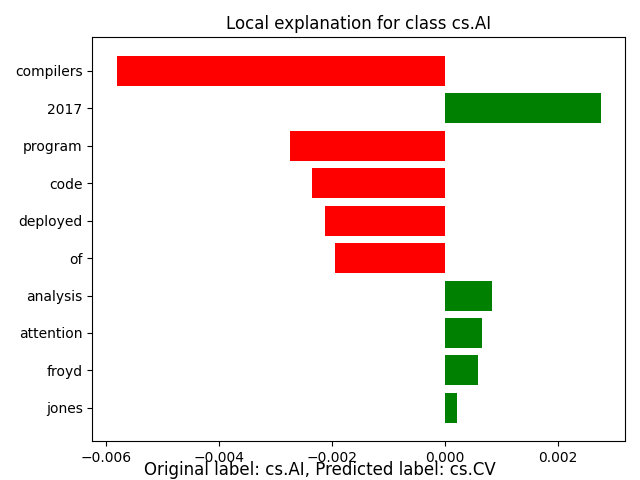 Local explanation for class cs.AI
compilers
2017
program
code
deployed
of
analysis
attention
froyd
jones
−0.006 −0.004 −0.002 0.000 0.002
Original label: cs.AI, Predicted label: cs.CV